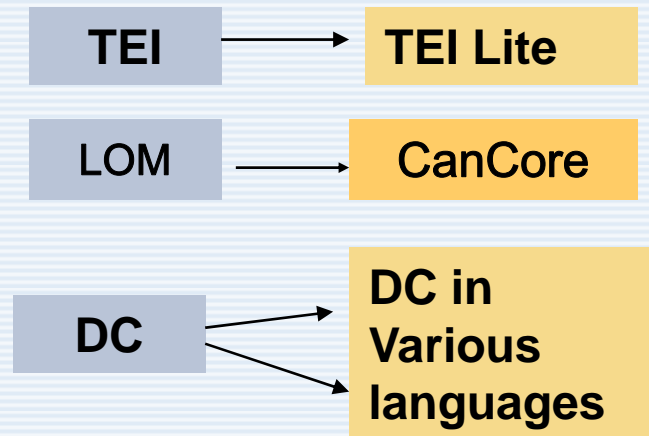 TEI
TEI Lite
LOM
CanCore
DC
DC in
Various
languages